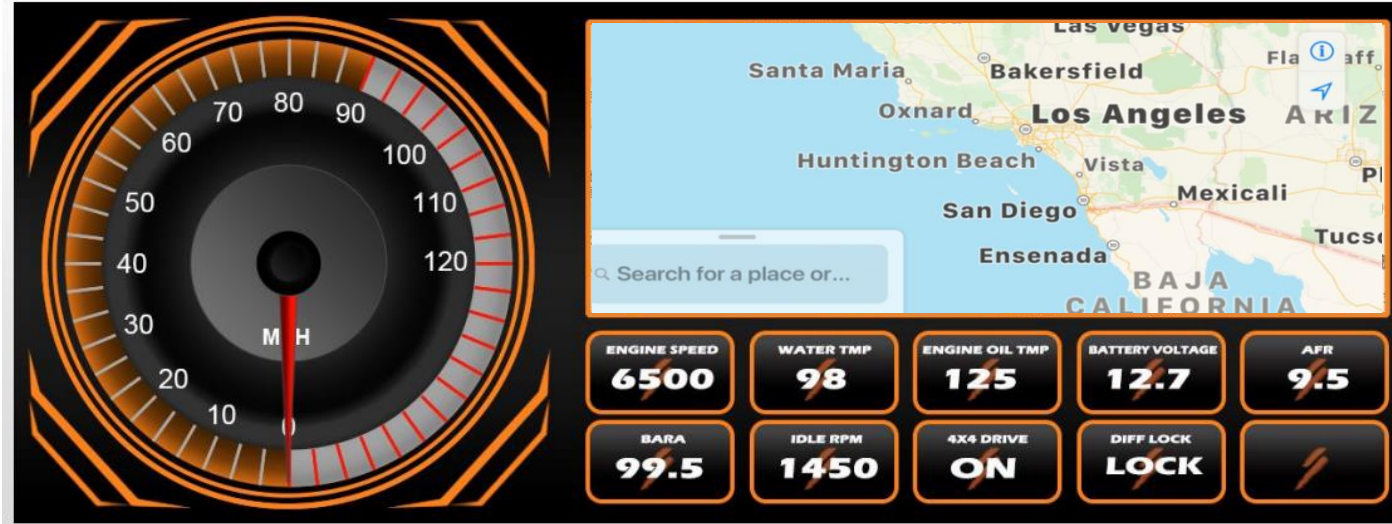 80
70
90
60
100
50
110
40
120
30
20
10
0
Las Vegas
Santa Maria
Bakersfield
Oxnard
Los Angeles
Huntington Beach
Vista
Mexicali
San Diego
Ensenada
BAJA
CALIFORNIA
Search for a place or...
ENGINE SPEED
6500
WATER TMP
98
ENGINE OIL TMP
125
BATTERY VOLTAGE
12.7
AFR
9.5
BARA
99.5
IDLE RPM
1450
4X4 DRIVE
ON
DIFF LOCK
LOCK